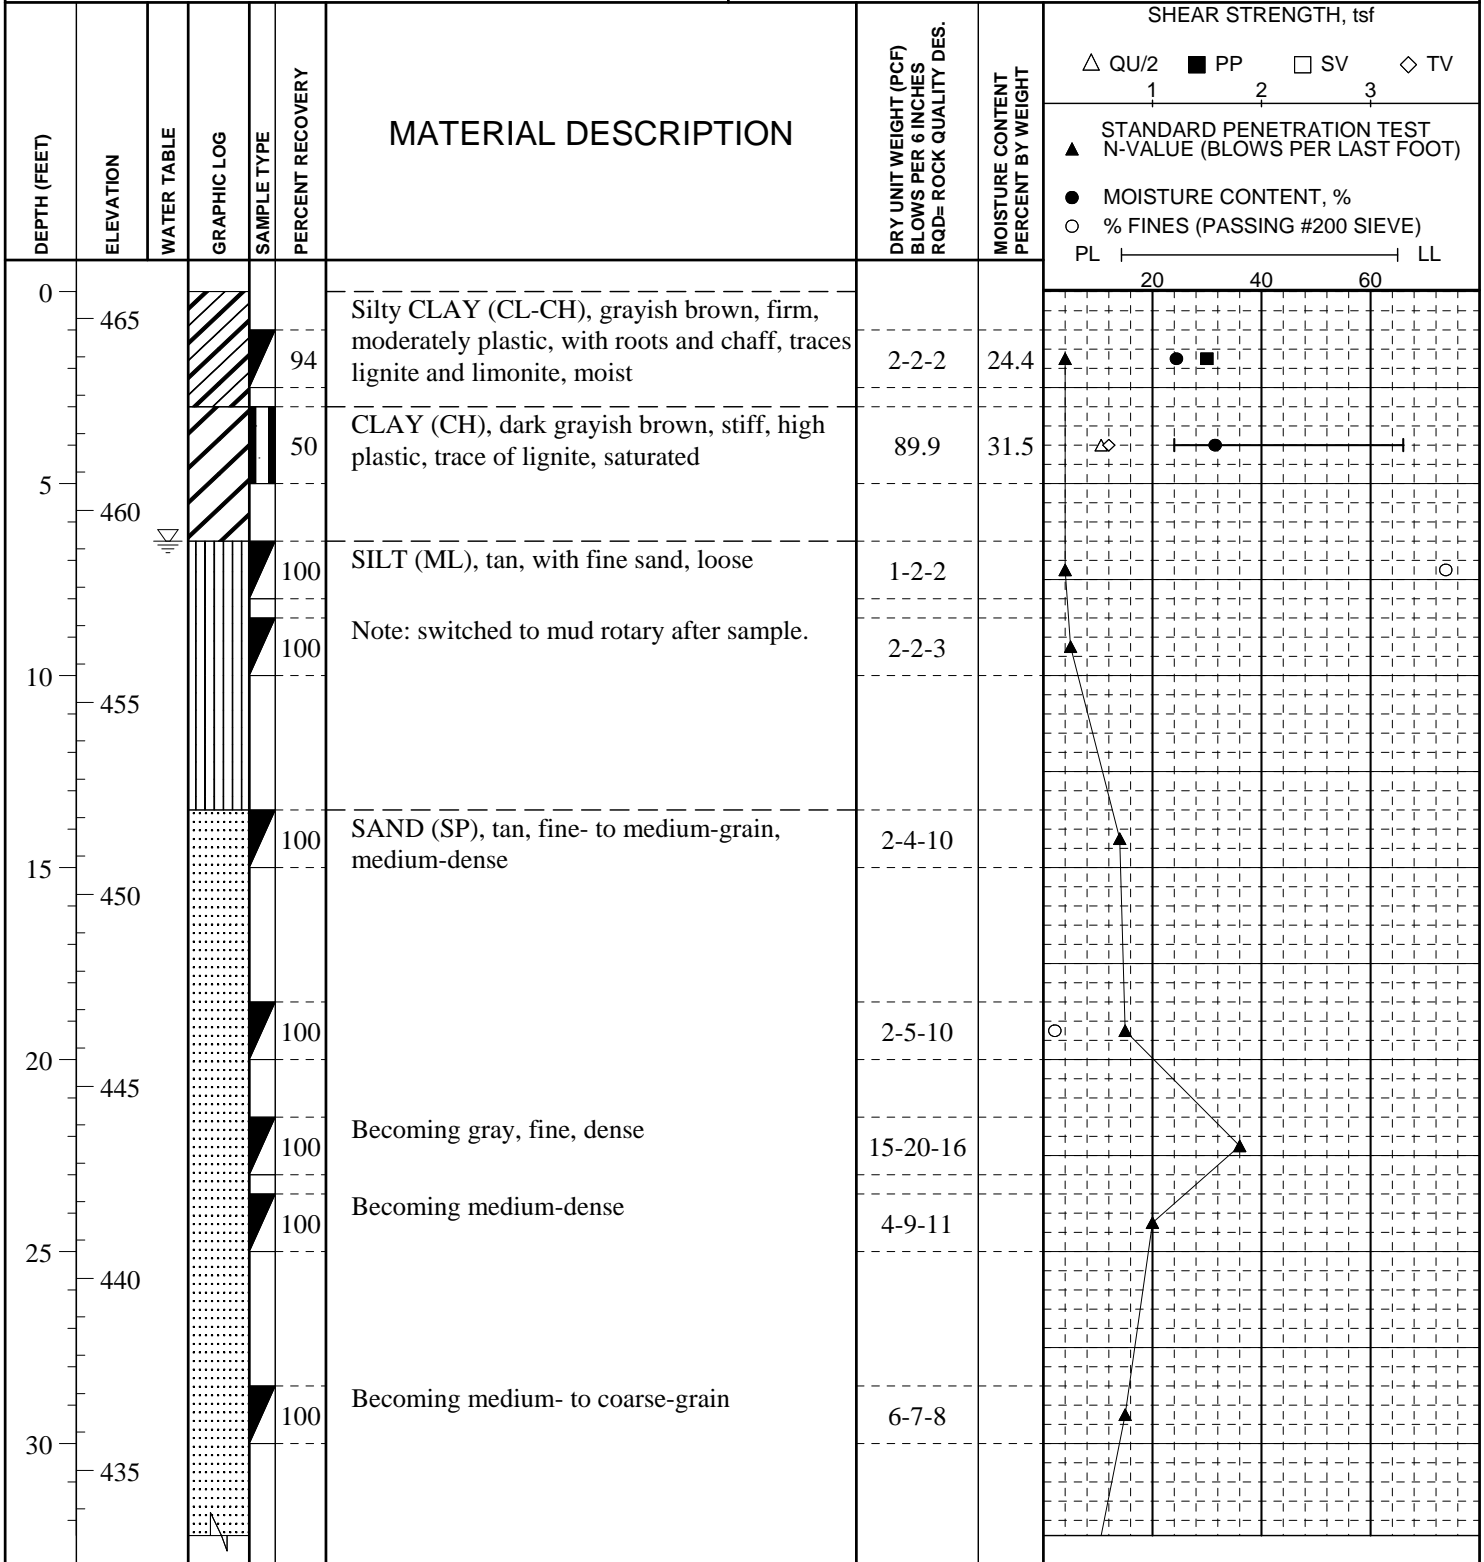 SHEAR STRENGTH, tsf
QU/2 PP SV TV
1 2 3
STANDARD PENETRATION TEST
N-VALUE (BLOWS PER LAST FOOT)
MOISTURE CONTENT, %
% FINES (PASSING #200 SIEVE)
PL LL
20 40 60
DEPTH (FEET)
ELEVATION
WATER TABLE
GRAPHIC LOG
SAMPLE TYPE
PERCENT RECOVERY
MATERIAL DESCRIPTION
DRY UNIT WEIGHT (PCF)
BLOWS PER 6 INCHES
RQD= ROCK QUALITY DES.
MOISTURE CONTENT
PERCENT BY WEIGHT
0
465
Silty CLAY (CL-CH), grayish brown, firm,
moderately plastic, with roots and chaff, traces
lignite and limonite, moist
94
2-2-2
24.4
CLAY (CH), dark grayish brown, stiff, high
plastic, trace of lignite, saturated
50
89.9
31.5
5
460
SILT (ML), tan, with fine sand, loose
100
1-2-2
Note: switched to mud rotary after sample.
100
2-2-3
10
455
SAND (SP), tan, fine- to medium-grain,
medium-dense
100
2-4-10
15
450
100
2-5-10
20
445
Becoming gray, fine, dense
100
15-20-16
Becoming medium-dense
100
4-9-11
25
440
Becoming medium- to coarse-grain
100
6-7-8
30
435